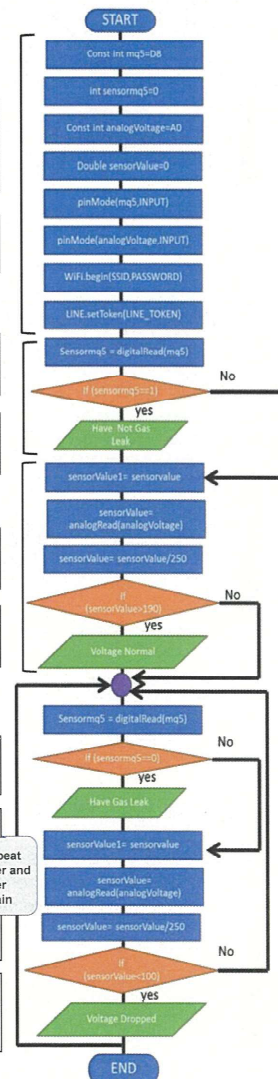 START
Const int mq5=D8
int sensormq5=0
Const int analogVoltage=A0
Double sensorValue=0
pinMode(mq5,INPUT)
pinMode(analogVoltage,INPUT)
WiFi.begin(SSID,PASSWORD)
LINE.setToken(LINE_TOKEN)
Sensormq5 = digitalRead(mq5)
If (sensormq5==1)
No
yes
Have Not Gas
Leak
sensorValue1= sensorvalue
sensorValue=
analogRead(analogVoltage)
sensorValue= sensorValue/250
if
(sensorValue>190)
No
yes
Voltage Normal
Sensormq5 = digitalRead(mq5)
If (sensormq5==0)
No
yes
Have Gas Leak
sensorValue1= sensorvalue
sensorValue=
analogRead(analogVoltage)
sensorValue= sensorValue/250
If
(sensorValue<100)
No
yes
Voltage Dropped
END
peat
er and
er
ain